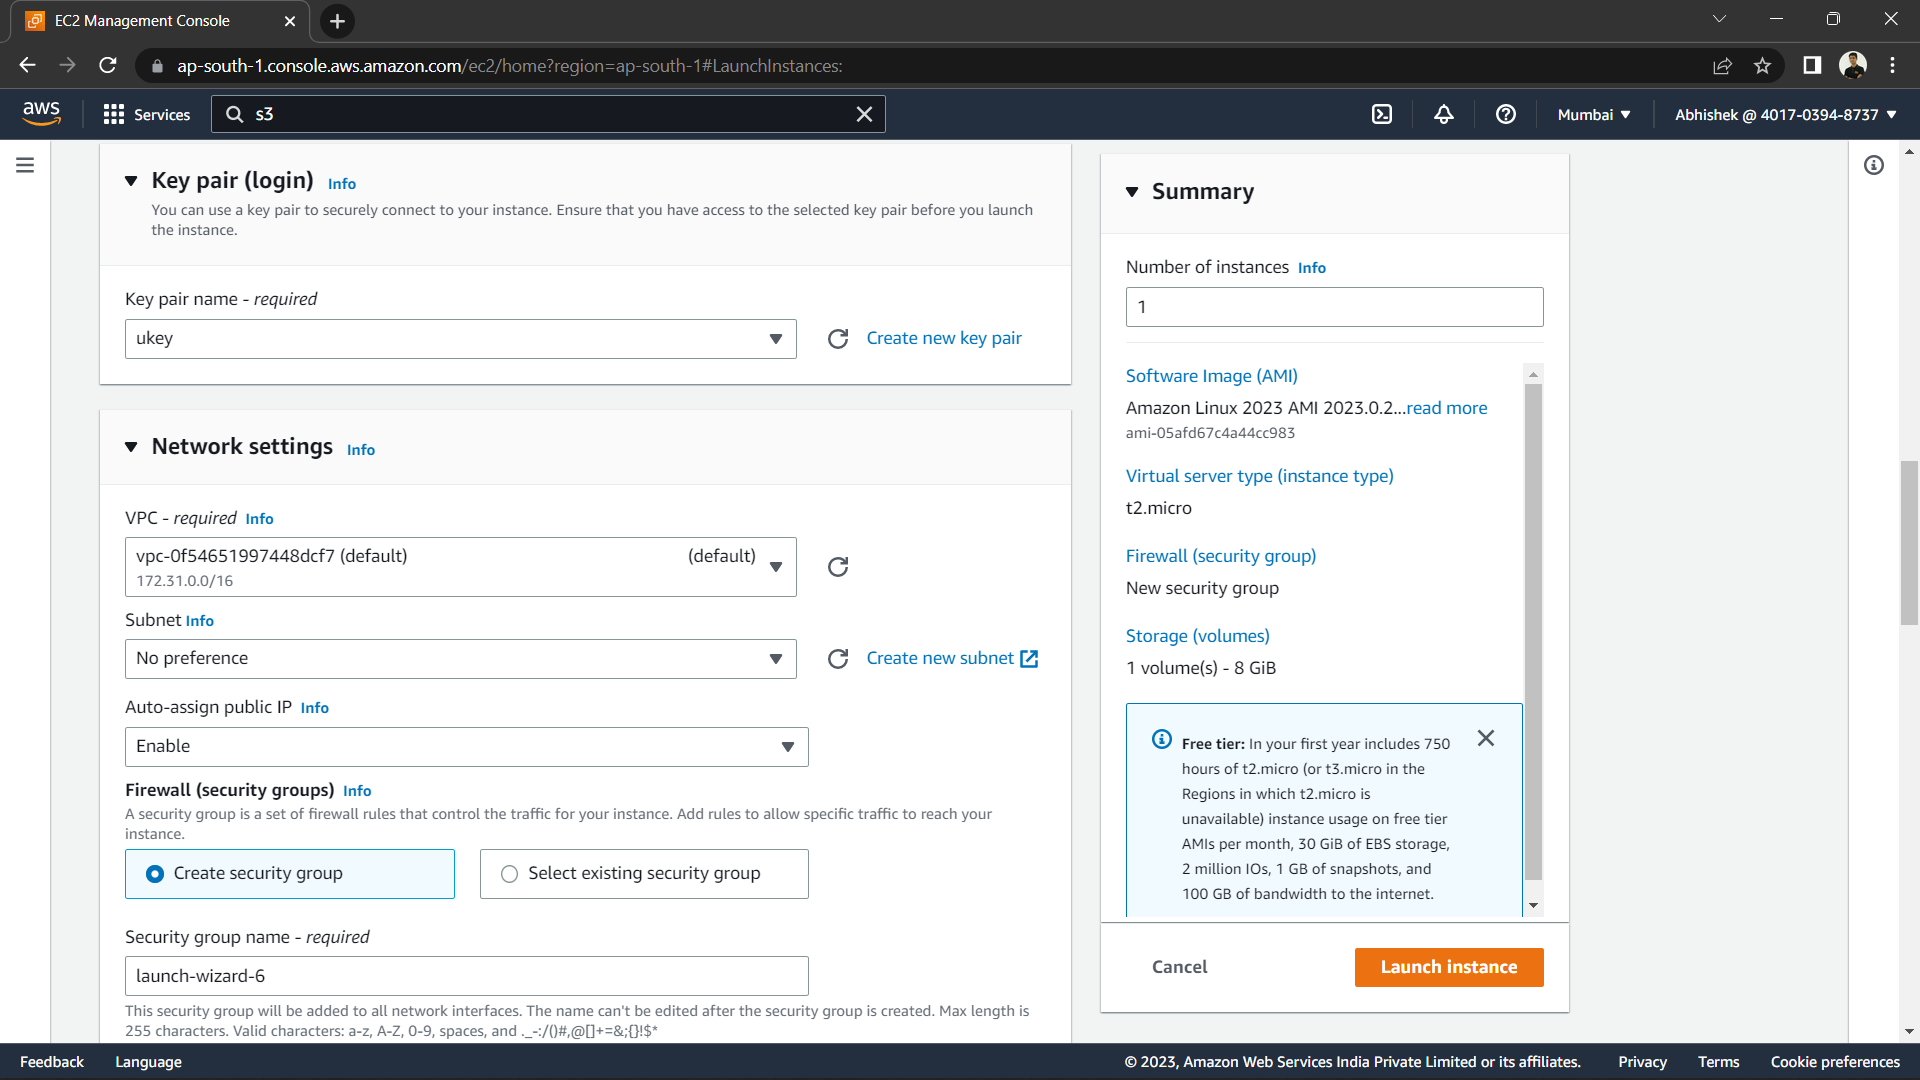 EC2 Management Console
ap-south-1.console.aws.amazon.com/ec2/home?region=ap-south-1#LaunchInstances:
aws
Services
s3
Mumbai
Abhishek @ 4017-0394-8737
Key pair (login) Info
You can use a key pair to securely connect to your instance. Ensure that you have access to the selected key pair before you launch
the instance.
Key pair name - required
ukey
Create new key pair
Network settings Info
VPC - required Info
vpc-0f54651997448dcf7 (default) (default)
172.31.0.0/16
Subnet Info
No preference
Create new subnet
Auto-assign public IP Info
Enable
Firewall (security groups) Info
A security group is a set of firewall rules that control the traffic for your instance. Add rules to allow specific traffic to reach your
instance.
Create security group
Select existing security group
Security group name - required
launch-wizard-6
This security group will be added to all network interfaces. The name can't be edited after the security group is created. Max length is
255 characters. Valid characters: a-z, A-Z, 0-9, spaces, and ._-:/()#,@[]+=&;{}!$*
Summary
Number of instances Info
1
Software Image (AMI)
Amazon Linux 2023 AMI 2023.0.2...read more
ami-05afd67c4a44cc983
Virtual server type (instance type)
t2.micro
Firewall (security group)
New security group
Storage (volumes)
1 volume(s) - 8 GiB
Free tier: In your first year includes 750
hours of t2.micro (or t3.micro in the
Regions in which t2.micro is
unavailable) instance usage on free tier
AMIs per month, 30 GiB of EBS storage,
2 million IOs, 1 GB of snapshots, and
100 GB of bandwidth to the internet.
Cancel
Launch instance
Feedback
Language
© 2023, Amazon Web Services India Private Limited or its affiliates.
Privacy
Terms
Cookie preferences